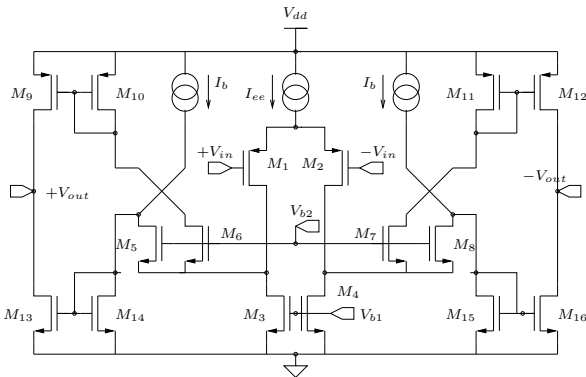 V_dd
M_9
M_10
I_b
I_ee
I_b
M_11
M_12
+V_in
M_1
M_2
−V_in
+V_out
−V_out
V_b2
M_5
M_6
M_7
M_8
M_13
M_14
M_3
M_4
V_b1
M_15
M_16